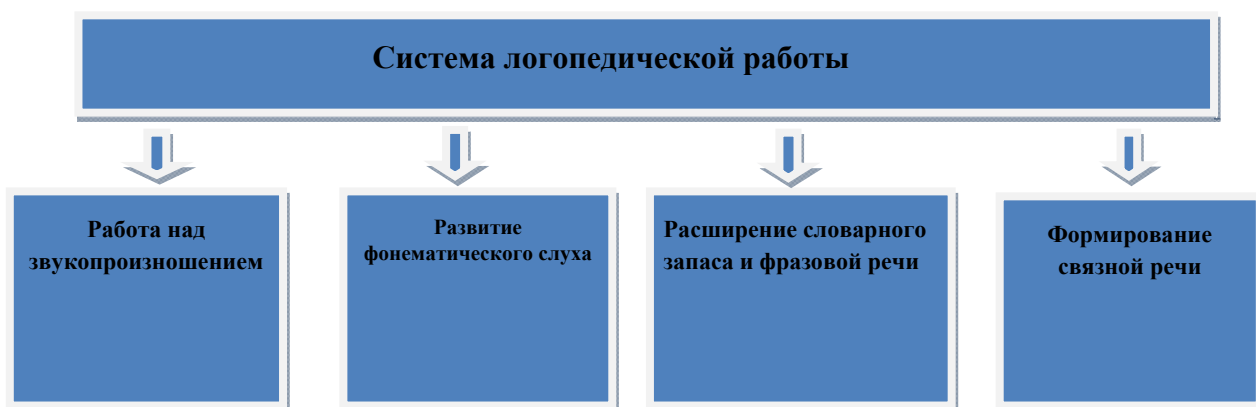 Система логопедической работы
Работа над
звукопроизношением
Развитие
фонематического слуха
Расширение словарного
запаса и фразовой речи
Формирование
связной речи